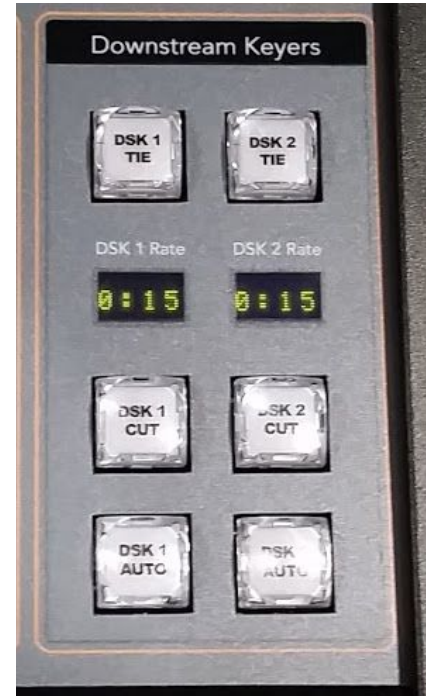 Downstream Keyers
DSK 1
TIE
DSK 2
TIE
DSK 1 Rate
DSK 2 Rate
0:15
0:15
DSK 1
CUT
DSK 2
CUT
DSK 1
AUTO
DSK
AUTO